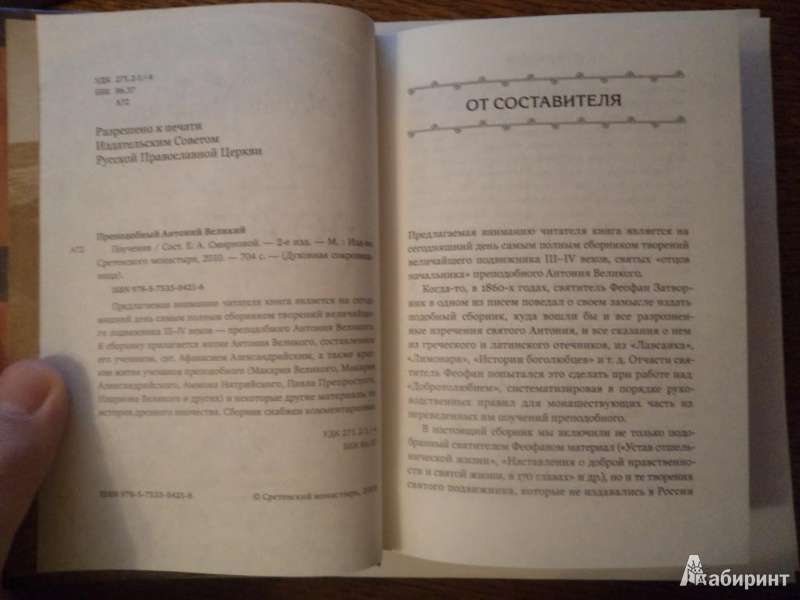 УДК 271.2-1/-4
ББК 86.37
А72
Разрешено к печати
Издательским Советом
Русской Православной Церкви
Преподобный Антоний Великий
А72 Поучения / Сост. Е. А. Смирновой. — 2-е изд. — М. : Изд-во
Сретенского монастыря, 2010. — 704 с. — (Духовная сокровищ-
ница).
ISBN 978-5-7533-0421-6
Предлагаемая вниманию читателя книга является на сегод-
няшний день самым полным сборником творений величайше-
го подвижника III–IV веков — преподобного Антония Великого.
К сборнику прилагается житие Антония Великого, составленное
его учеником, свт. Афанасием Александрийским, а также крат-
кие жития учеников преподобного (Макария Великого, Макария
Александрийского, Аммона Нитрийского, Павла Препростого,
Илариона Великого и других) и некоторые другие материалы по
истории древнего иночества. Сборник снабжен комментариями.
УДК 271.2-1/-4
ББК 86.37
ISBN 978-5-7533-0421-6
© Сретенский монастырь,
ОТ СОСТАВИТЕЛЯ
Предлагаемая вниманию читателя книга является на
сегодняшний день самым полным сборником творений
величайшего подвижника III–IV веков, святых «отцов
начальника» преподобного Антония Великого.
Когда-то, в 1860-х годах, святитель Феофан Затвор-
ник в одном из писем поведал о своем замысле издать
подобный сборник, куда вошли бы и все разрознен-
ные изречения святого Антония, и все сказания о нем
из греческого и латинского отечников, из «Лавсаика»,
«Лимонаря», «Истории боголюбцев» и т. д. Отчасти свя-
титель Феофан попытался это сделать при работе над
«Добротолюбием», систематизировав в порядке руко-
водственных правил для монашествующих часть из
переведенных им поучений преподобного.
В настоящий сборник мы включили не только подо-
бранный святителем Феофаном материал («Устав отшель-
нической жизни», «Наставления о доброй нравственно-
сти и святой жизни, в 170 главах» и др.), но и те творения
святого подвижника, которые не издавались в России
Лабиринт